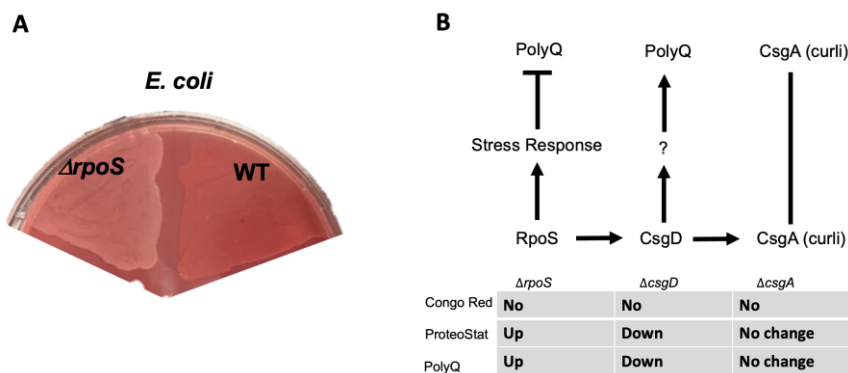 A
E. coli
ΔrpoS
WT
B
PolyQ PolyQ CsgA (curli)
Stress Response ?
RpoS CsgD CsgA (curli)
ΔrpoS ΔcsgD ΔcsgA
Congo Red No No No
ProteoStat Up Down No change
PolyQ Up Down No change